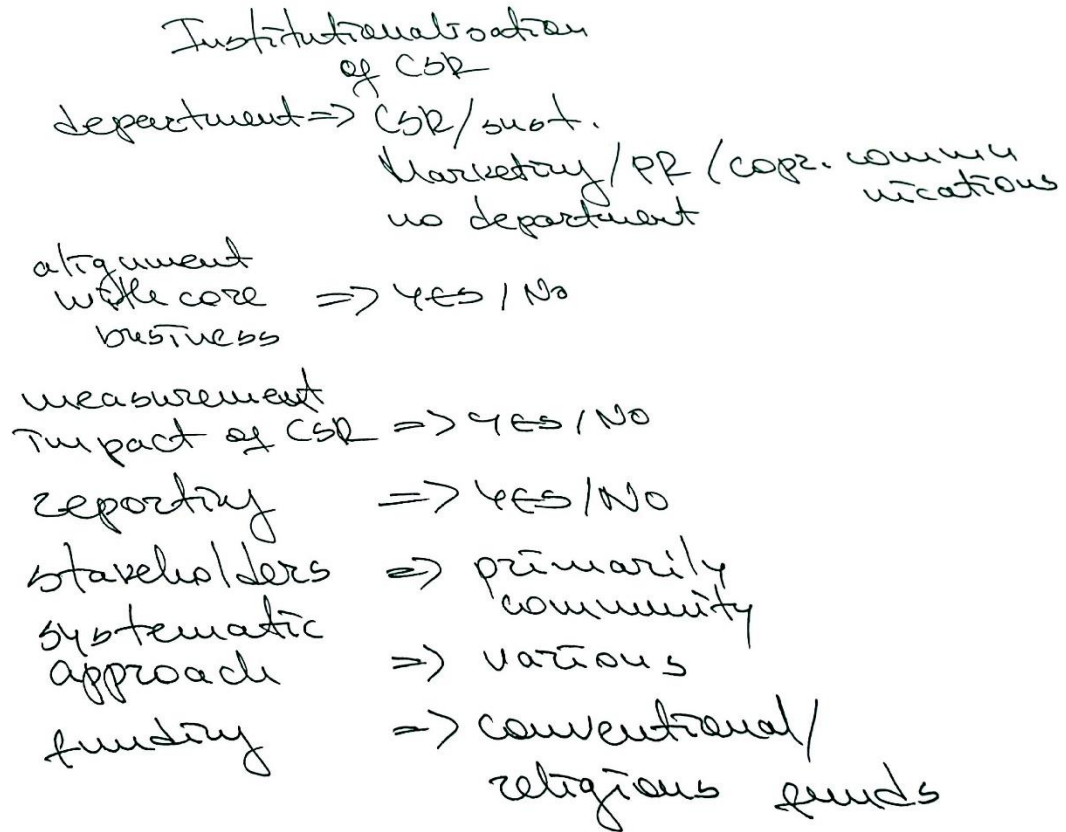 Institutionalisation
of CSR
department => CSR/sust.
Marketing/PR/copr. commu
nications
no department
alignment
with core => YES / No
business
measurement
impact of CSR => YES / NO
reporting => YES/NO
stakeholders => primarily
community
systematic
approach => various
funding => conventional/
religious funds